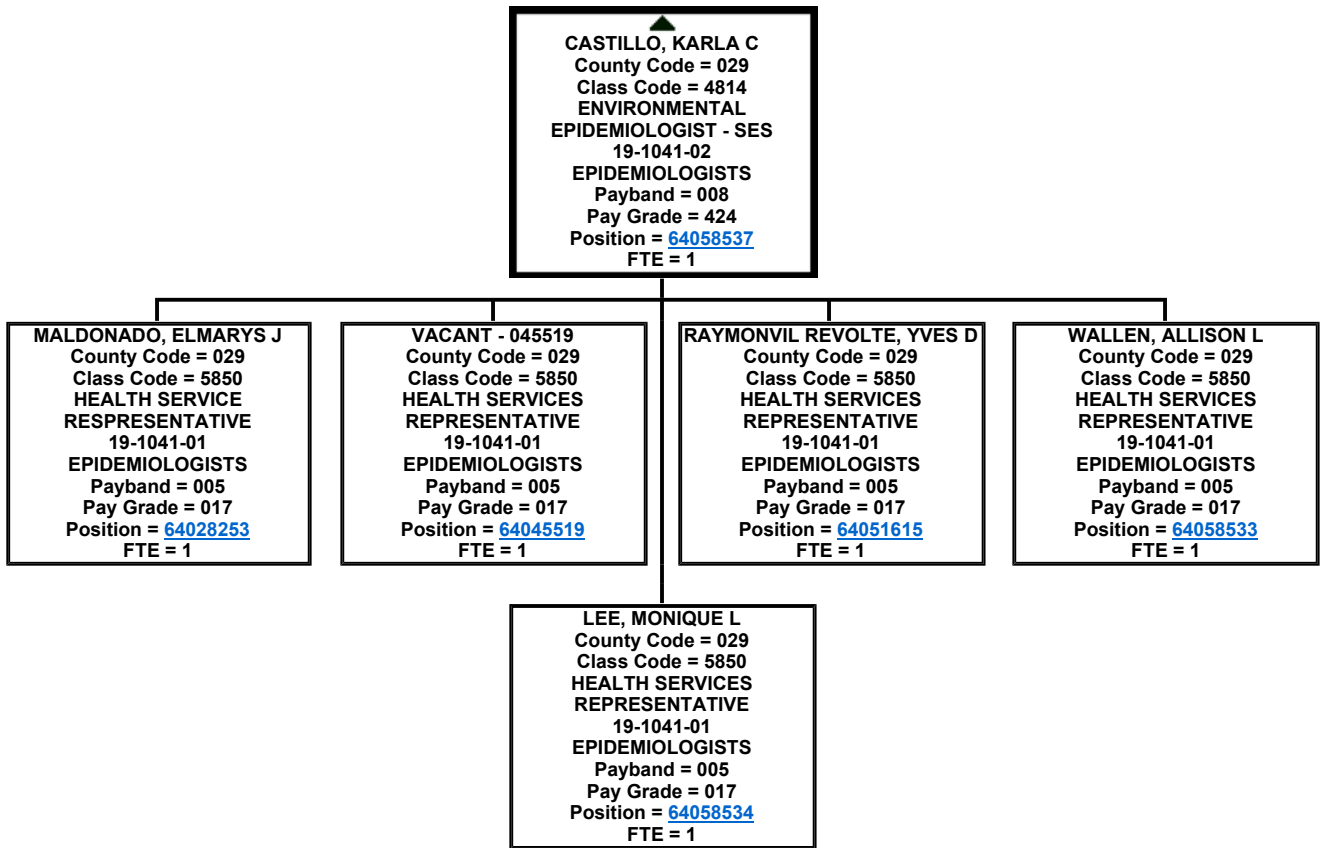 CASTILLO, KARLA C
County Code = 029
Class Code = 4814
ENVIRONMENTAL
EPIDEMIOLOGIST - SES
19-1041-02
EPIDEMIOLOGISTS
Payband = 008
Pay Grade = 424
Position = 64058537
FTE = 1
MALDONADO, ELMARYS J
County Code = 029
Class Code = 5850
HEALTH SERVICE
RESPRESENTATIVE
19-1041-01
EPIDEMIOLOGISTS
Payband = 005
Pay Grade = 017
Position = 64028253
FTE = 1
VACANT - 045519
County Code = 029
Class Code = 5850
HEALTH SERVICES
REPRESENTATIVE
19-1041-01
EPIDEMIOLOGISTS
Payband = 005
Pay Grade = 017
Position = 64045519
FTE = 1
RAYMONVIL REVOLTE, YVES D
County Code = 029
Class Code = 5850
HEALTH SERVICES
REPRESENTATIVE
19-1041-01
EPIDEMIOLOGISTS
Payband = 005
Pay Grade = 017
Position = 64051615
FTE = 1
WALLEN, ALLISON L
County Code = 029
Class Code = 5850
HEALTH SERVICES
REPRESENTATIVE
19-1041-01
EPIDEMIOLOGISTS
Payband = 005
Pay Grade = 017
Position = 64058533
FTE = 1
LEE, MONIQUE L
County Code = 029
Class Code = 5850
HEALTH SERVICES
REPRESENTATIVE
19-1041-01
EPIDEMIOLOGISTS
Payband = 005
Pay Grade = 017
Position = 64058534
FTE = 1